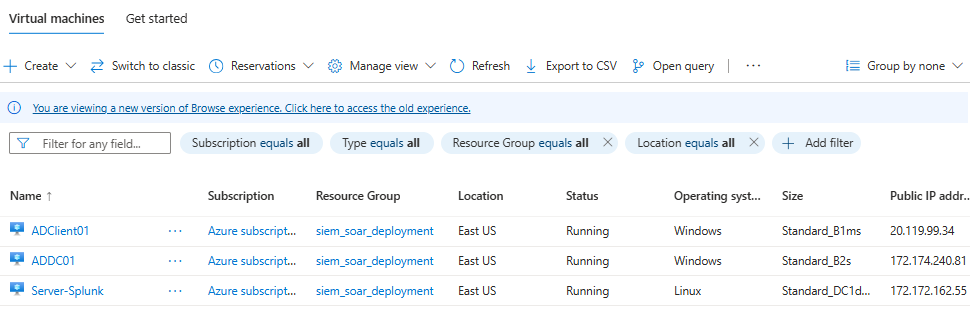 Virtual machines Get started
Create Switch to classic Reservations Manage view Refresh Export to CSV Open query ... Group by none
You are viewing a new version of Browse experience. Click here to access the old experience.
Filter for any field... Subscription equals all Type equals all Resource Group equals all Location equals all Add filter
Name ↑ Subscription Resource Group Location Status Operating syst... Size Public IP addr...
ADClient01 ... Azure subscript... siem_soar_deployment East US Running Windows Standard_B1ms 20.119.99.34
ADDC01 ... Azure subscript... siem_soar_deployment East US Running Windows Standard_B2s 172.174.240.81
Server-Splunk ... Azure subscript... siem_soar_deployment East US Running Linux Standard_DC1d... 172.172.162.55